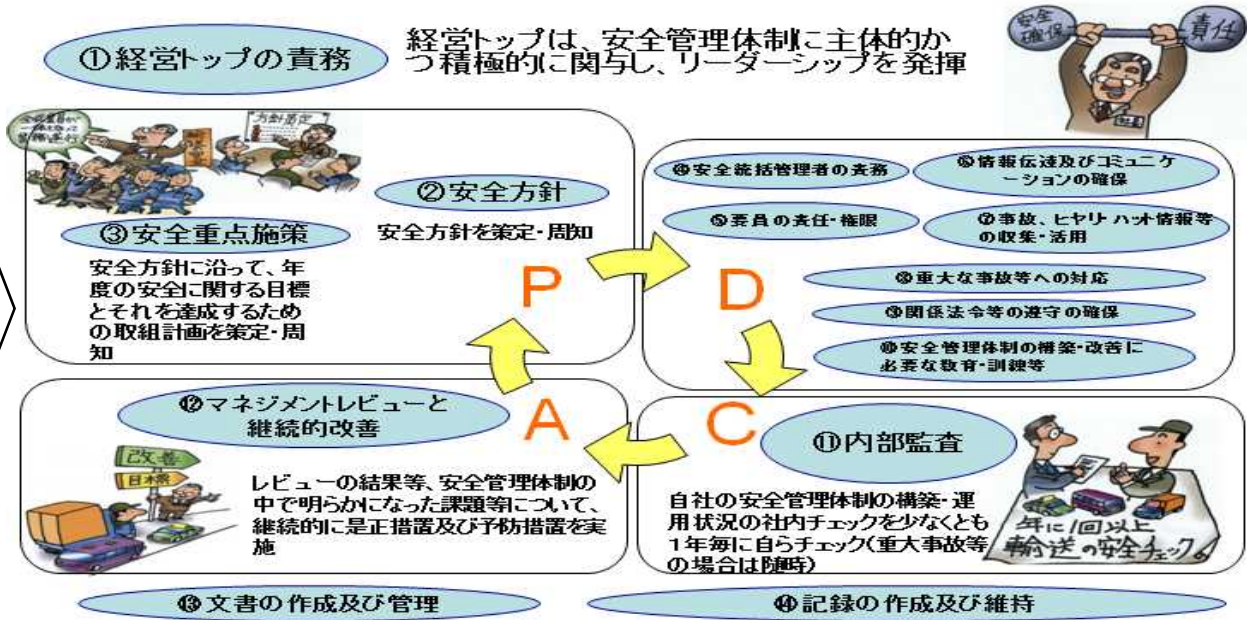 ①経営トップの責務
経営トップは、安全管理体制に主体的か
つ積極的に関与し、リーダーシップを発揮
安全
確保
責任
社長
方針策定
②安全方針
安全方針を策定・周知
③安全重点施策
安全方針に沿って、年
度の安全に関する目標
とそれを達成するため
の取組計画を策定・周
知
P
④安全統括管理者の責務
⑥情報伝達及びコミュニケ
ーションの確保
⑤要員の責任・権限
⑦事故、ヒヤリ・ハット情報等
の収集・活用
⑧重大な事故等への対応
⑨関係法令等の遵守の確保
⑩安全管理体制の構築・改善に
必要な教育・訓練等
D
C
⑪内部監査
自社の安全管理体制の構築・運
用状況の社内チェックを少なくとも
1年毎に自らチェック(重大事故等
の場合は随時)
年に1回以上
輸送の安全チェック
A
⑫マネジメントレビューと
継続的改善
改善
レビューの結果等、安全管理体制の
中で明らかになった課題等について、
継続的に是正措置及び予防措置を実
施
⑬文書の作成及び管理
⑭記録の作成及び維持